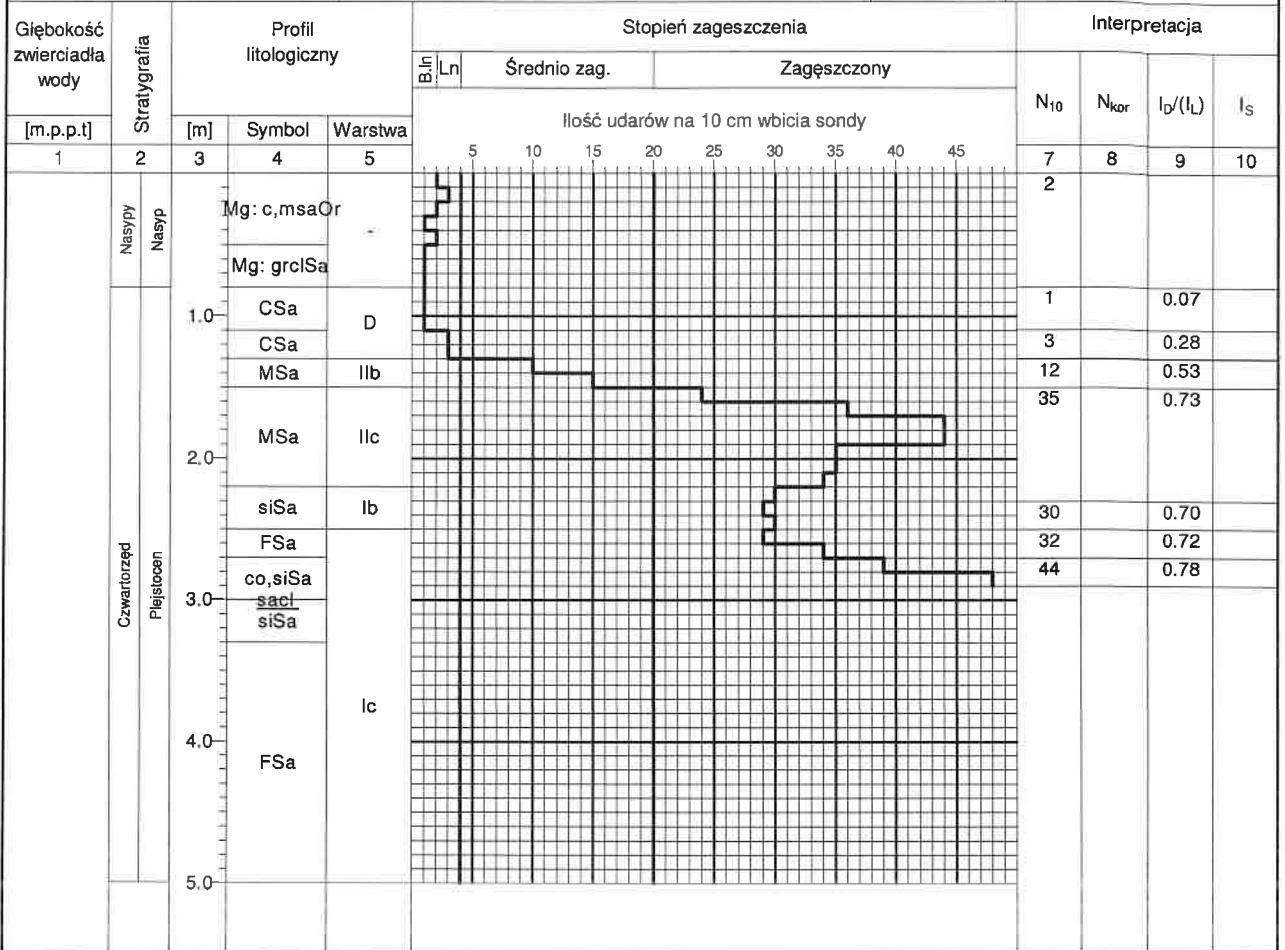 Głębokość zwierciadła wody
Stratygrafia
Profil litologiczny
Stopień zagęszczenia
Interpretacja
B.ln
Ln
Średnio zag.
Zagęszczony
Ilość udarów na 10 cm wbicia sondy
N10
Nkor
ID/(IL)
IS
[m.p.p.t]
[m]
Symbol
Warstwa
5 10 15 20 25 30 35 40 45
1 2 3 4 5 7 8 9 10
Nasypy
Nasyp
Mg: c,msaOr
-
2
Mg: grclSa
Czwartorzęd
Plejstocen
CSa
D
1 0.07
1.0
CSa
3 0.28
MSa IIb
12 0.53
MSa IIc
35 0.73
2.0
siSa Ib
30 0.70
FSa
32 0.72
co,siSa
44 0.78
3.0
sacl
siSa
Ic
4.0
FSa
5.0